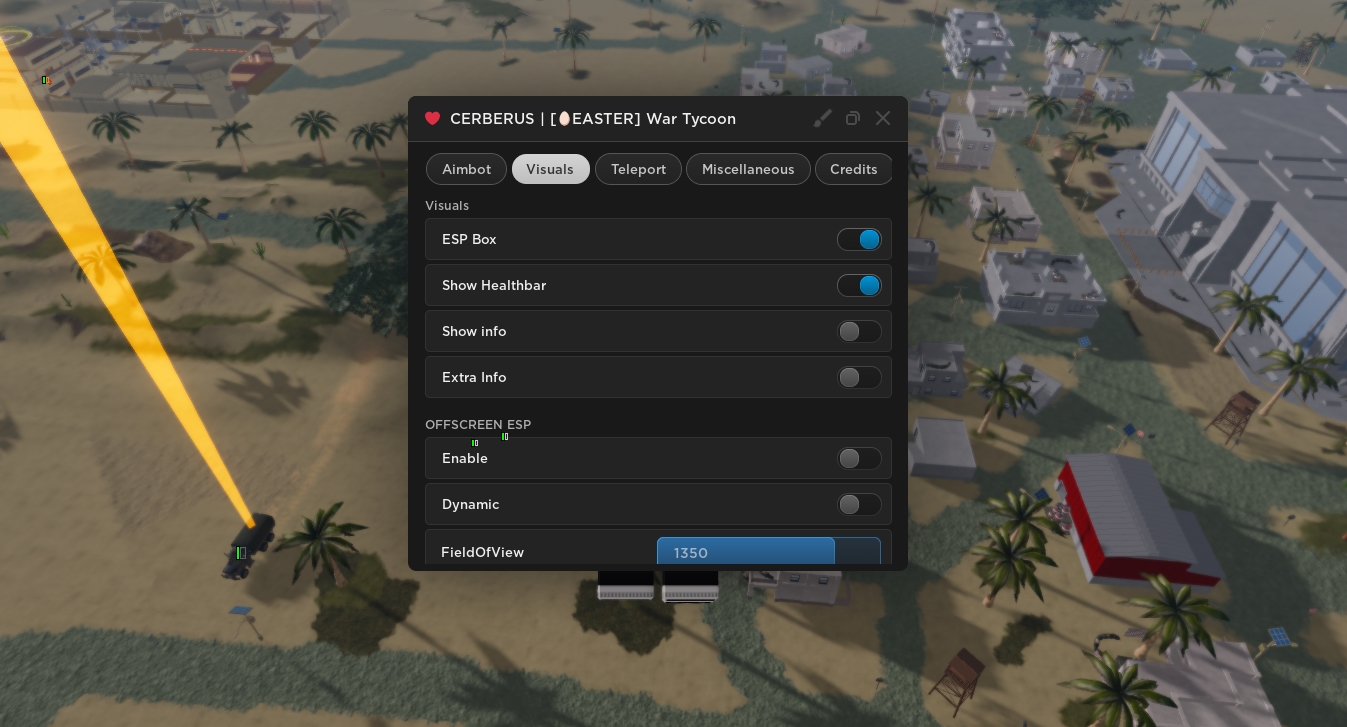 CERBERUS | [🥚EASTER] War Tycoon
Aimbot Visuals Teleport Miscellaneous Credits
Visuals
ESP Box
Show Healthbar
Show info
Extra Info
OFFSCREEN ESP
Enable
Dynamic
FieldOfView 1350